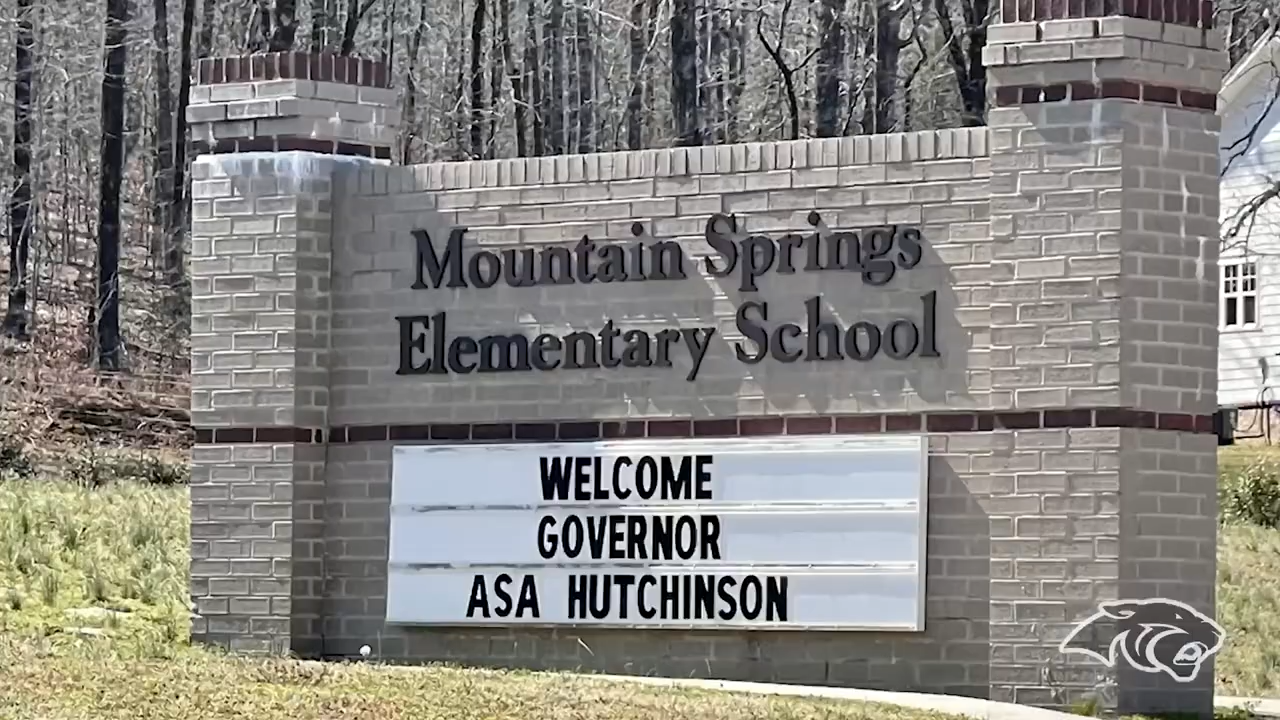 Mountain Springs
Elementary School
WELCOME
GOVERNOR
ASA HUTCHINSON